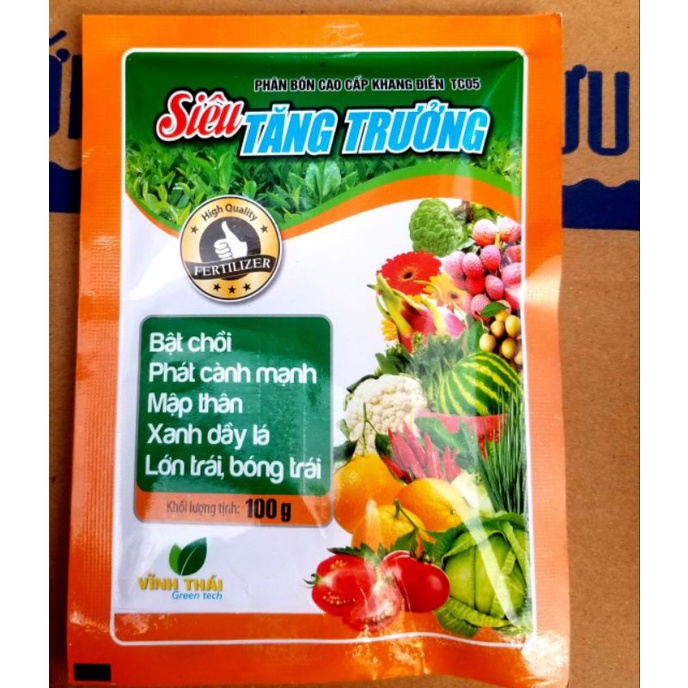 PHÂN BÓN CAO CẤP KHANG ĐIỀN TC05
Siêu
TĂNG TRƯỞNG
High Quality
FERTILIZER
Bật chồi
Phát cành mạnh
Mập thân
Xanh dầy lá
Lớn trái, bóng trái
Khối lượng tịnh: 100 g
VĨNH THÁI
Green tech